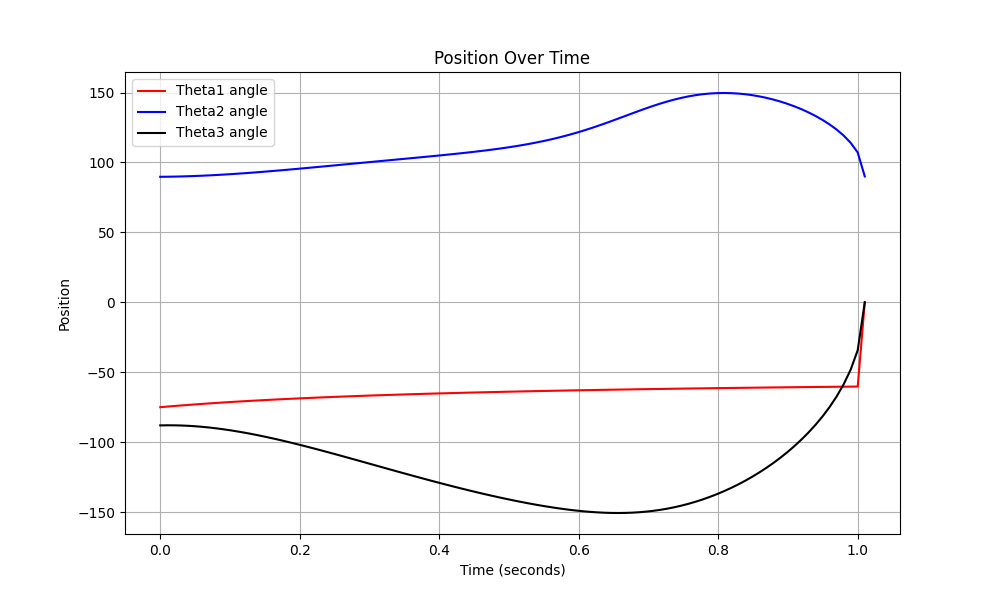 Position Over Time
Theta1 angle
Theta2 angle
Theta3 angle
150
100
50
0
−50
−100
−150
Position
0.0 0.2 0.4 0.6 0.8 1.0
Time (seconds)